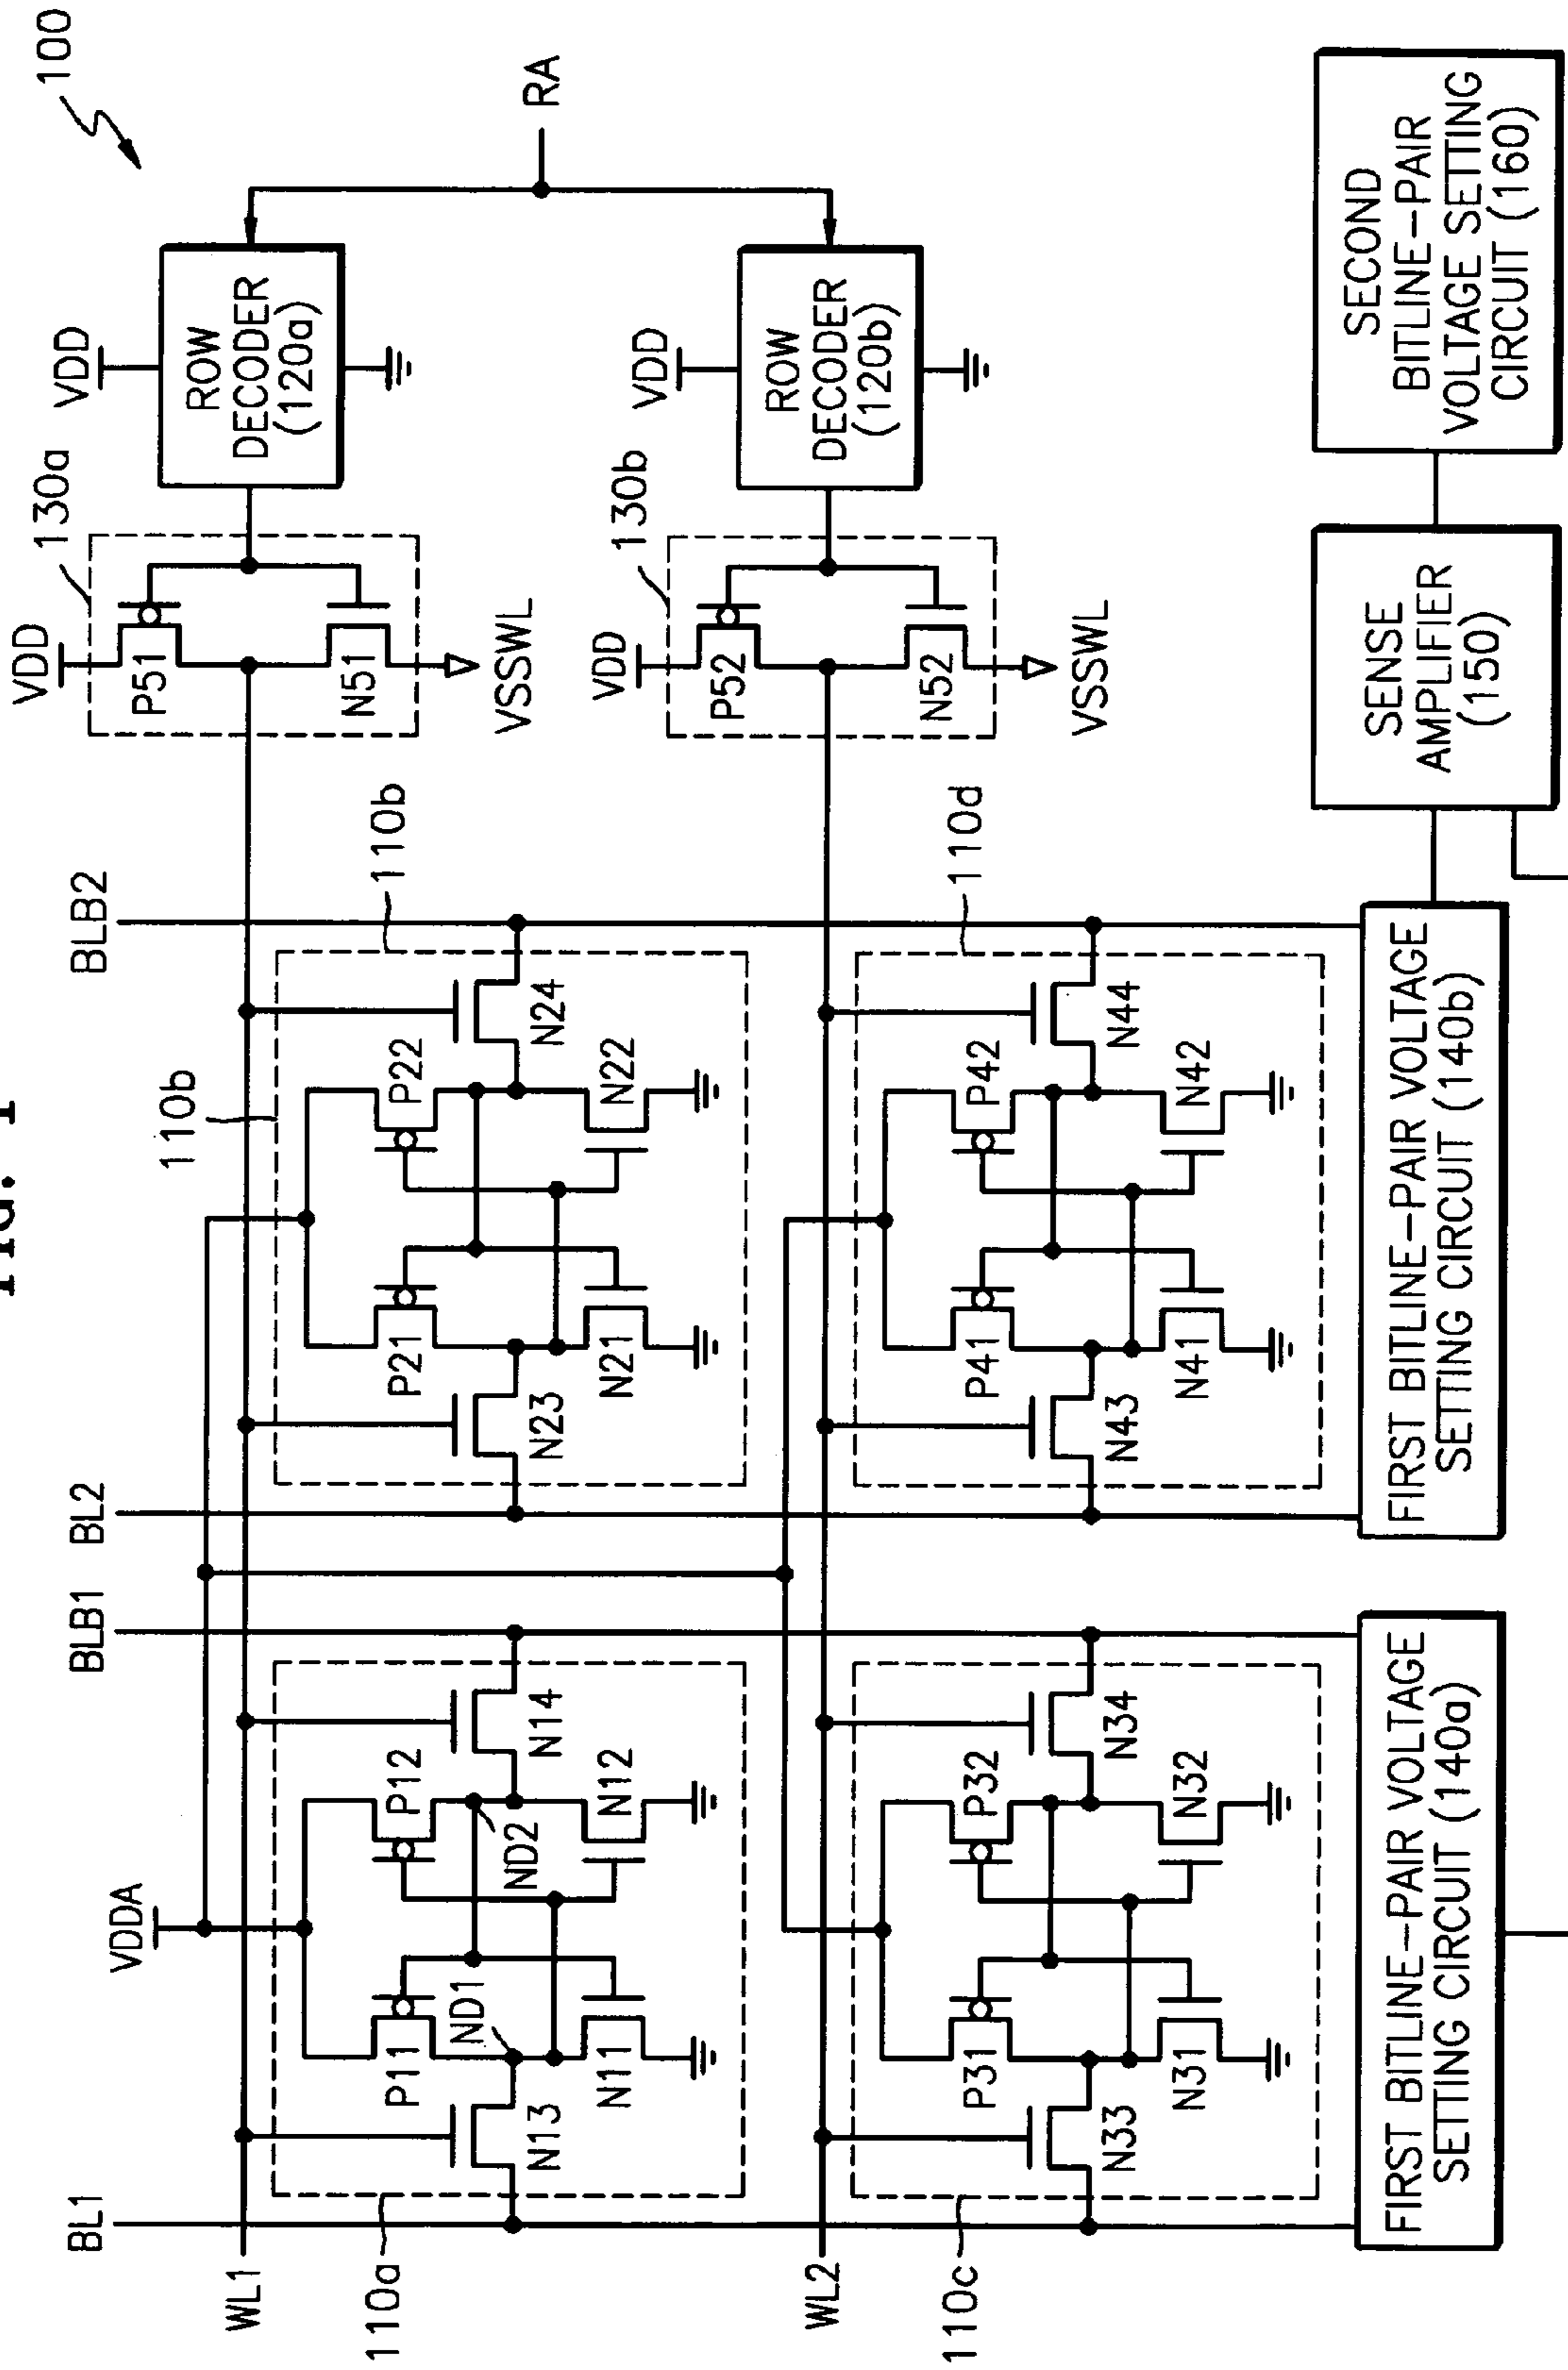 FIG. 1
100
BL1
BLB1
BL2
BLB2
VDDA
WL1
110a
P11
P12
ND1
ND2
N13
N11
N12
N14
110b
110b
P21
P22
N23
N21
N22
N24
VDD
130a
P51
N51
VSSWL
VDD
ROW
DECODER
(120a)
RA
WL2
110c
P31
P32
N33
N31
N32
N34
110d
P41
P42
N43
N41
N42
N44
VDD
130b
P52
N52
VSSWL
VDD
ROW
DECODER
(120b)
FIRST BITLINE-PAIR VOLTAGE
SETTING CIRCUIT (140a)
FIRST BITLINE-PAIR VOLTAGE
SETTING CIRCUIT (140b)
SENSE
AMPLIFIER
(150)
SECOND
BITLINE-PAIR
VOLTAGE SETTING
CIRCUIT (160)